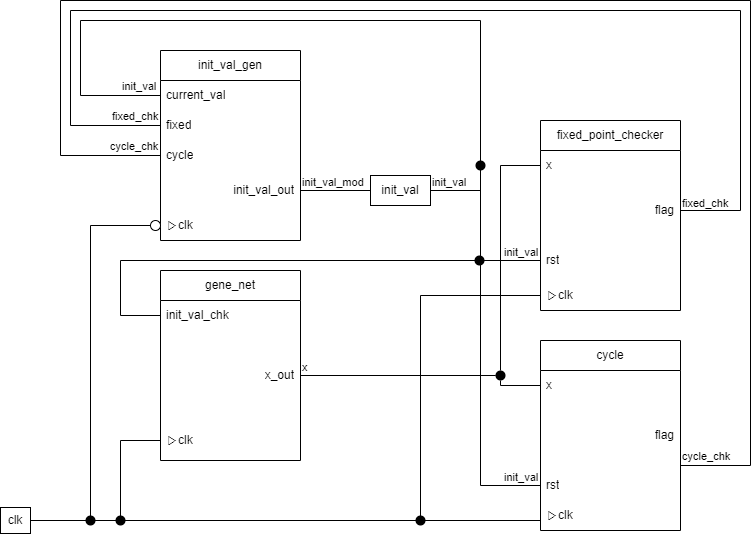 init_val_gen
init_val
current_val
fixed_chk
fixed
cycle_chk
cycle
init_val_out
init_val_mod
init_val
init_val
clk
fixed_point_checker
x
flag
fixed_chk
init_val
rst
clk
gene_net
init_val_chk
x_out
x
clk
cycle
x
flag
cycle_chk
init_val
rst
clk
clk